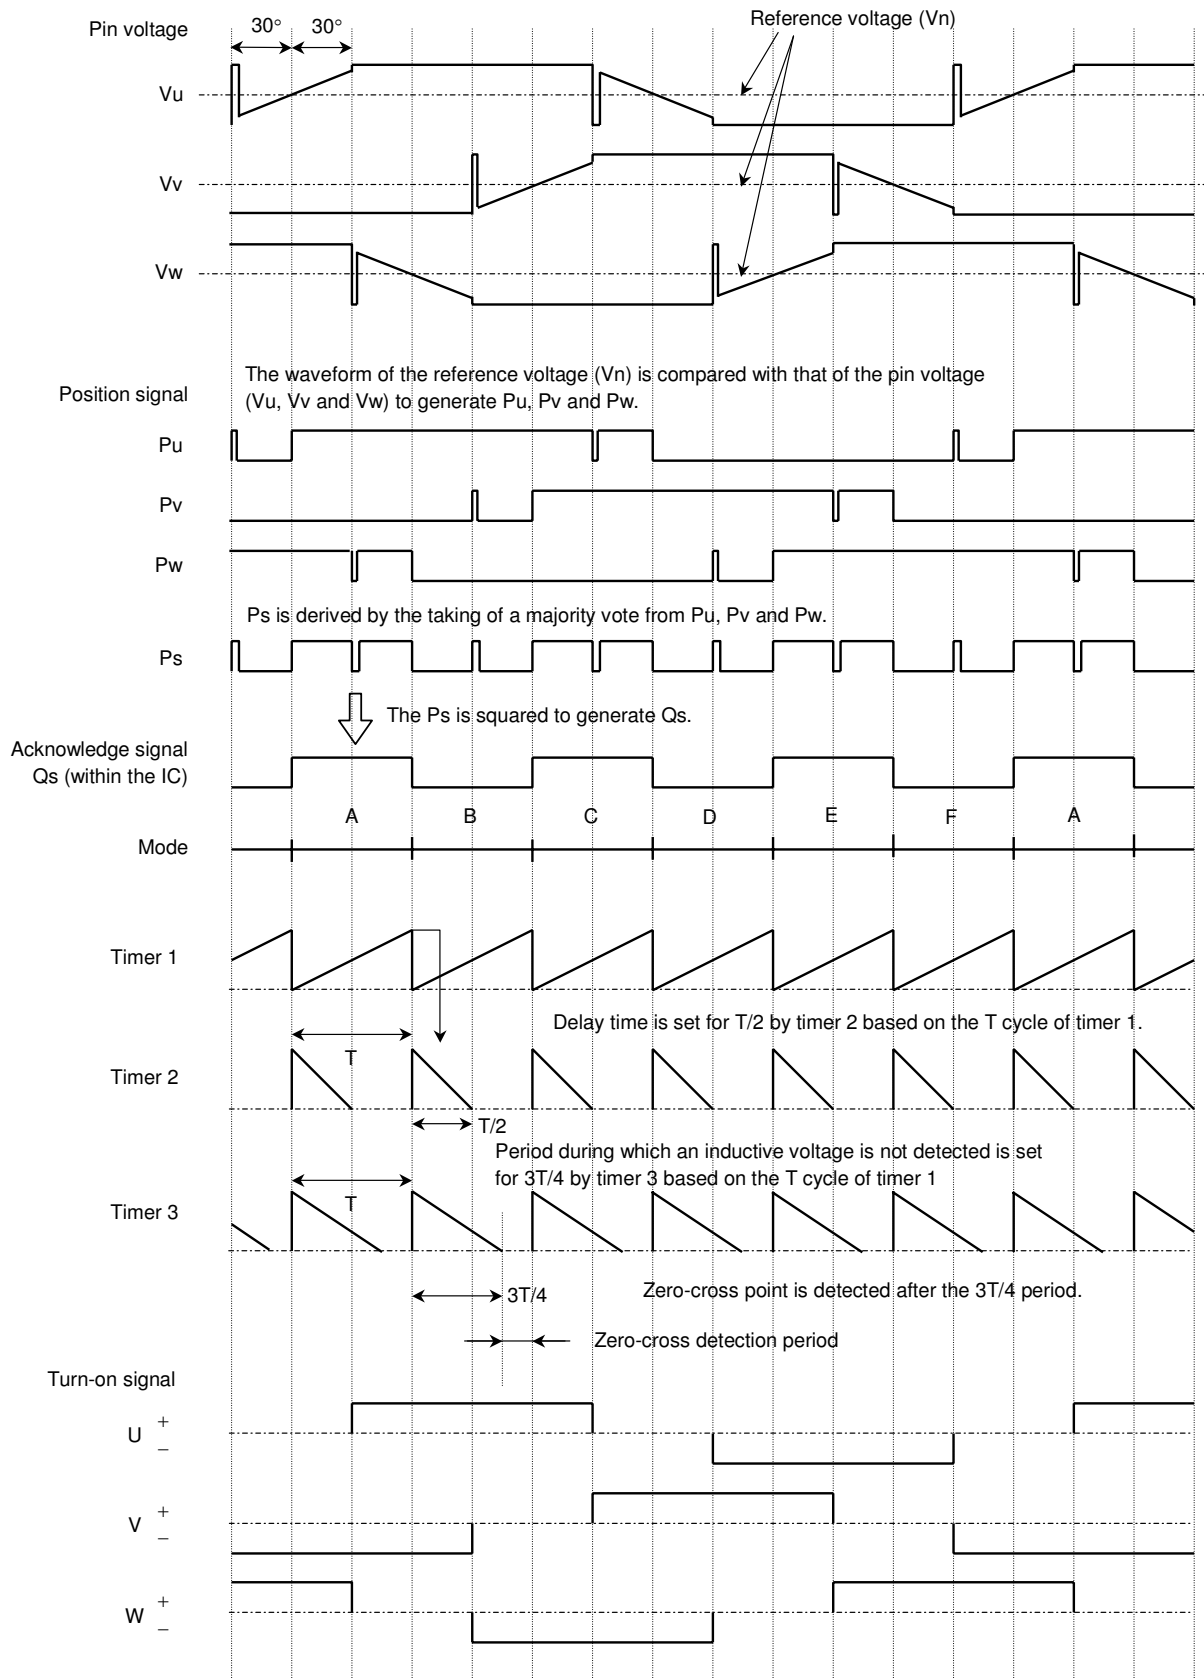 Reference voltage (Vn)
Pin voltage
30°
30°
Vu
Vv
Vw
The waveform of the reference voltage (Vn) is compared with that of the pin voltage
(Vu, Vv and Vw) to generate Pu, Pv and Pw.
Position signal
Pu
Pv
Pw
Ps is derived by the taking of a majority vote from Pu, Pv and Pw.
Ps
The Ps is squared to generate Qs.
Acknowledge signal
Qs (within the IC)
A B C D E F A
Mode
Timer 1
Delay time is set for T/2 by timer 2 based on the T cycle of timer 1.
T
Timer 2
T/2
Period during which an inductive voltage is not detected is set
for 3T/4 by timer 3 based on the T cycle of timer 1
T
Timer 3
3T/4
Zero-cross point is detected after the 3T/4 period.
Zero-cross detection period
Turn-on signal
U + −
V + −
W + −